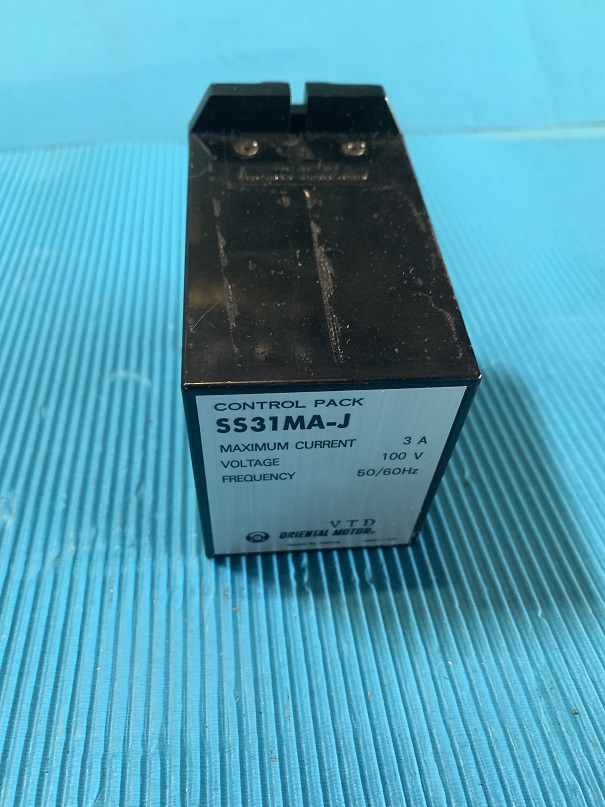 CONTROL PACK
SS31MA-J
MAXIMUM CURRENT 3 A
VOLTAGE 100 V
FREQUENCY 50/60Hz
VTD
ORIENTAL MOTOR